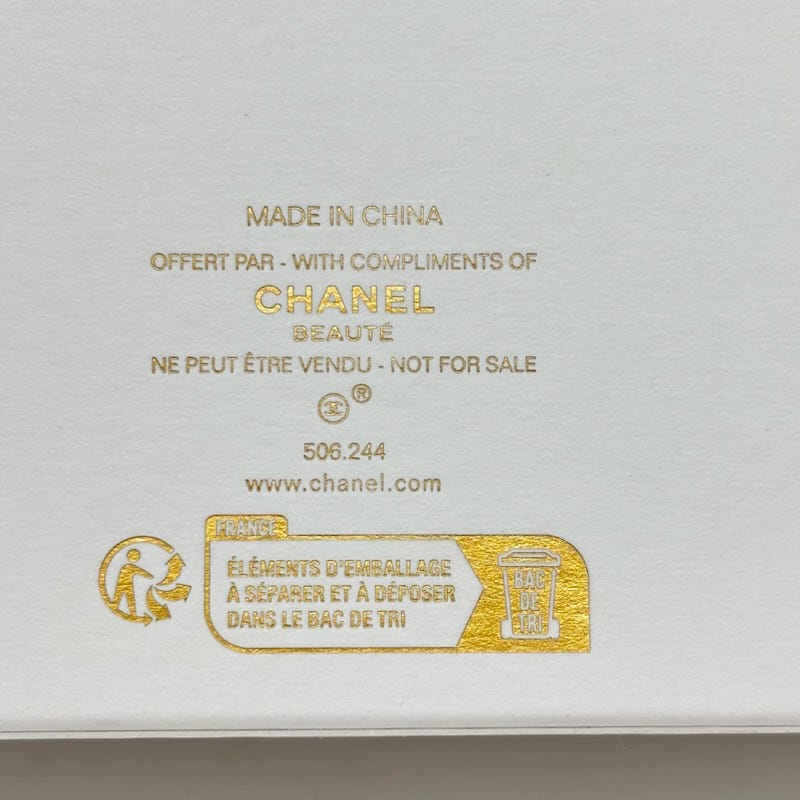 MADE IN CHINA
OFFERT PAR - WITH COMPLIMENTS OF
CHANEL
BEAUTÉ
NE PEUT ÊTRE VENDU - NOT FOR SALE
®
506.244
www.chanel.com
FRANCE
ÉLÉMENTS D'EMBALLAGE
À SÉPARER ET À DÉPOSER
DANS LE BAC DE TRI
BAC
DE
TRI